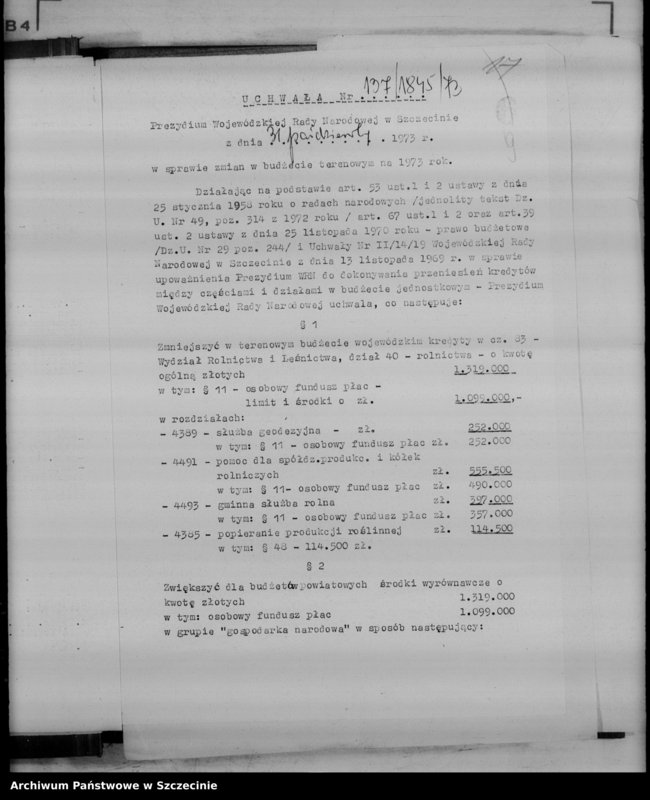 B4
17
UCHWAŁA Nr 137/1845/73
Prezydium Wojewódzkiej Rady Narodowej w Szczecinie
z dnia 31 października . 1973 r.
w sprawie zmian w budżecie terenowym na 1973 rok.
Działając na podstawie art. 53 ust.1 i 2 ustawy z dnia
25 stycznia 1958 roku o radach narodowych /jednolity tekst Dz.
U. Nr 49, poz. 314 z 1972 roku / art. 67 ust.1 i 2 oraz art.39
ust. 2 ustawy z dnia 25 listopada 1970 roku - prawo budżetowe
/Dz.U. Nr 29 poz. 244/ i Uchwały Nr II/14/19 Wojewódzkiej Rady
Narodowej w Szczecinie z dnia 13 listopada 1969 r. w sprawie
upoważnienia Prezydium WRN do dokonywania przeniesień kredytów
między częściami i działami w budżecie jednostkowym - Prezydium
Wojewódzkiej Rady Narodowej uchwala, co następuje:
§ 1
Zmniejszyć w terenowym budżecie wojewódzkim kredyty w cz. 83 -
Wydział Rolnictwa i Leśnictwa, dział 40 - rolnictwa - o kwotę
ogólną złotych 1.319.000
w tym: § 11 - osobowy fundusz płac -
limit i środki o zł. 1.099.000,-
w rozdziałach:
- 4389 - służba geodezyjna - zł. 252.000
w tym: § 11 - osobowy fundusz płac zł. 252.000
- 4491 - pomoc dla spółdz.produkc. i kółek
rolniczych zł. 555.500
w tym: § 11- osobowy fundusz płac zł. 490.000
- 4493 - gminna służba rolna zł. 397.000
w tym: § 11 - osobowy fundusz płac zł. 357.000
- 4385 - popieranie produkcji roślinnej zł. 114.500
w tym: § 48 - 114.500 zł.
§ 2
Zwiększyć dla budżetów powiatowych środki wyrównawcze o
kwotę złotych 1.319.000
w tym: osobowy fundusz płac 1.099.000
w grupie "gospodarka narodowa" w sposób następujący:
Archiwum Państwowe w Szczecinie